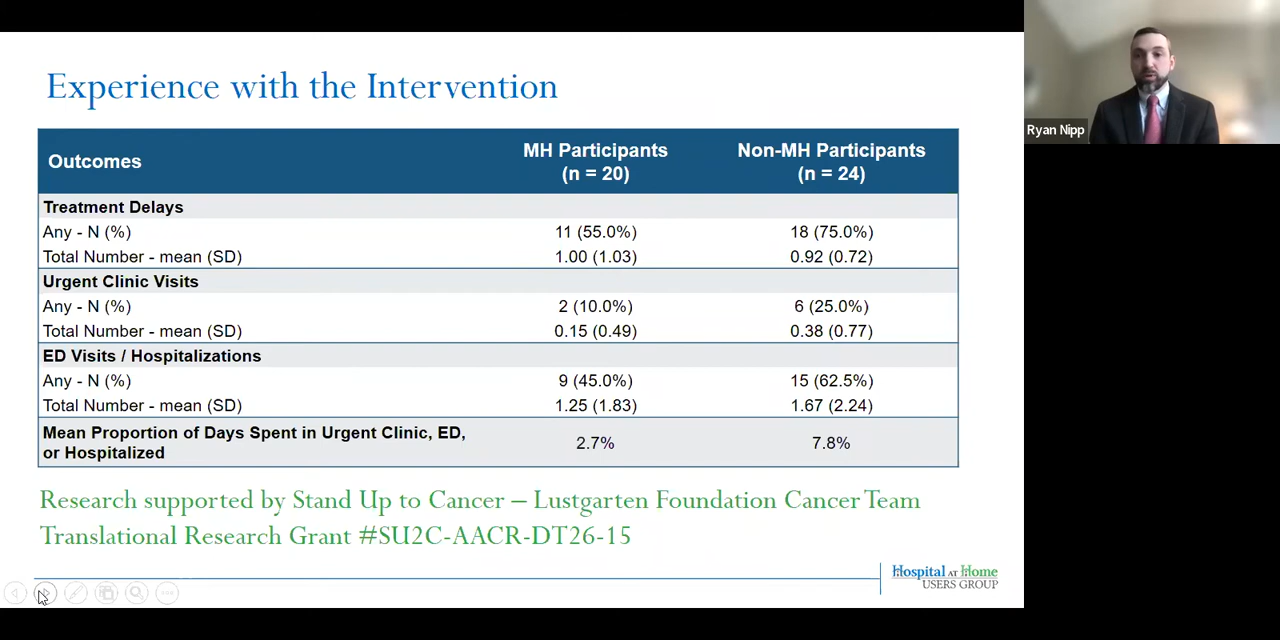 Experience with the Intervention
Outcomes
MH Participants
(n = 20)
Non-MH Participants
(n = 24)
Treatment Delays
Any - N (%) 11 (55.0%) 18 (75.0%)
Total Number - mean (SD) 1.00 (1.03) 0.92 (0.72)
Urgent Clinic Visits
Any - N (%) 2 (10.0%) 6 (25.0%)
Total Number - mean (SD) 0.15 (0.49) 0.38 (0.77)
ED Visits / Hospitalizations
Any - N (%) 9 (45.0%) 15 (62.5%)
Total Number - mean (SD) 1.25 (1.83) 1.67 (2.24)
Mean Proportion of Days Spent in Urgent Clinic, ED,
or Hospitalized
2.7% 7.8%
Research supported by Stand Up to Cancer – Lustgarten Foundation Cancer Team
Translational Research Grant #SU2C-AACR-DT26-15
Hospital AT Home
USERS GROUP
Ryan Nipp